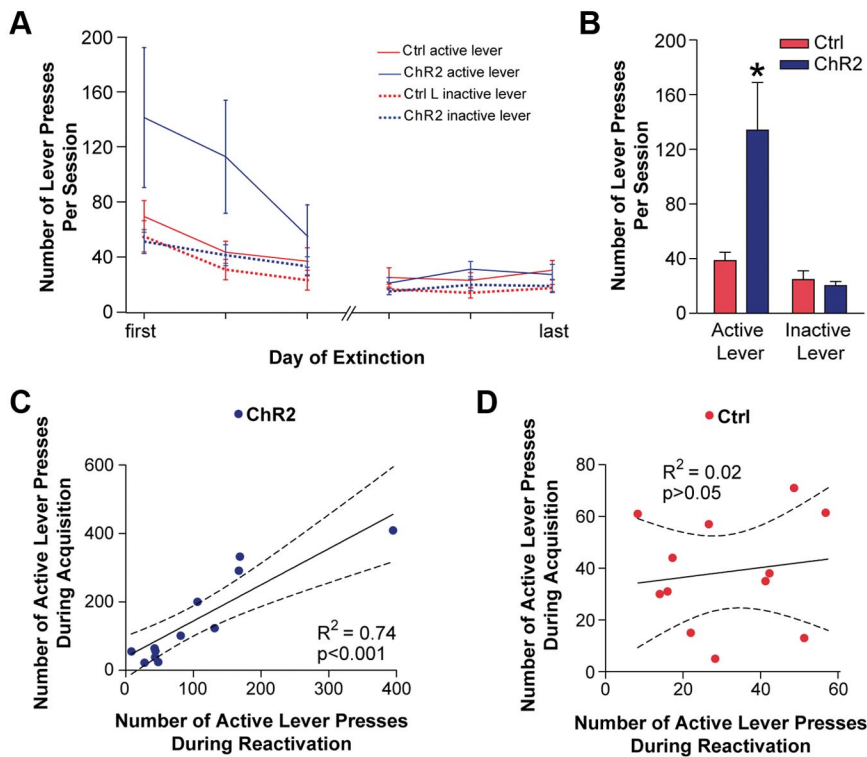 A
Number of Lever Presses
Per Session
200
160
120
80
40
0
Ctrl active lever
ChR2 active lever
Ctrl L inactive lever
ChR2 inactive lever
first
last
Day of Extinction
B
Number of Lever Presses
Per Session
200
160
120
80
40
0
Ctrl
ChR2
*
Active
Lever
Inactive
Lever
C
ChR2
Number of Active Lever Presses
During Acquisition
600
400
200
0
R² = 0.74
p<0.001
0
100
200
300
400
Number of Active Lever Presses
During Reactivation
D
Ctrl
Number of Active Lever Presses
During Acquisition
80
60
40
20
0
R² = 0.02
p>0.05
0
20
40
60
Number of Active Lever Presses
During Reactivation